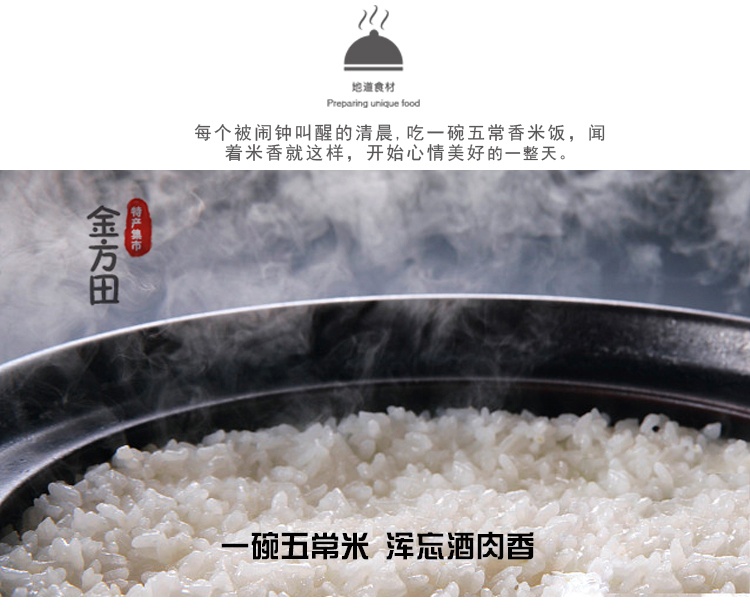 地道食材
Preparing unique food
每个被闹钟叫醒的清晨,吃一碗五常香米饭，闻
着米香就这样，开始心情美好的一整天。
金方田
特产集市
一碗五常米 浑忘酒肉香